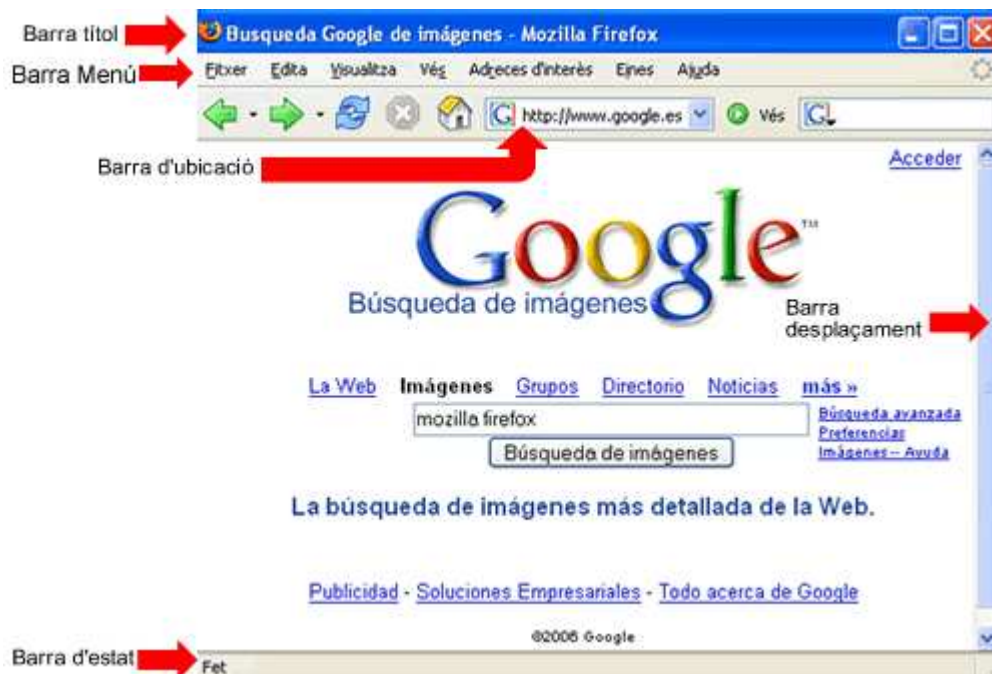 Barra títol
Busqueda Google de imágenes - Mozilla Firefox
Barra Menú
Fitxer Edita Visualitza Vés Adreces d'interès Eines Ajuda
http://www.google.es Vés
Barra d'ubicació
Acceder
Google™
Búsqueda de imágenes
Barra
desplaçament
La Web Imágenes Grupos Directorio Noticias más »
mozilla firefox
Búsqueda avanzada
Preferencias
Búsqueda de imágenes
Imágenes -- Ayuda
La búsqueda de imágenes más detallada de la Web.
Publicidad - Soluciones Empresariales - Todo acerca de Google
©2006 Google
Barra d'estat
Fet